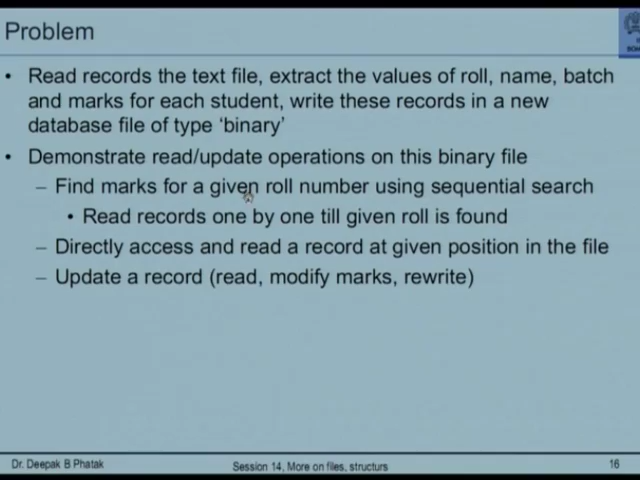 Problem
• Read records the text file, extract the values of roll, name, batch
and marks for each student, write these records in a new
database file of type ‘binary’
• Demonstrate read/update operations on this binary file
– Find marks for a given roll number using sequential search
• Read records one by one till given roll is found
– Directly access and read a record at given position in the file
– Update a record (read, modify marks, rewrite)
Dr. Deepak B Phatak
Session 14, More on files, structurs
16